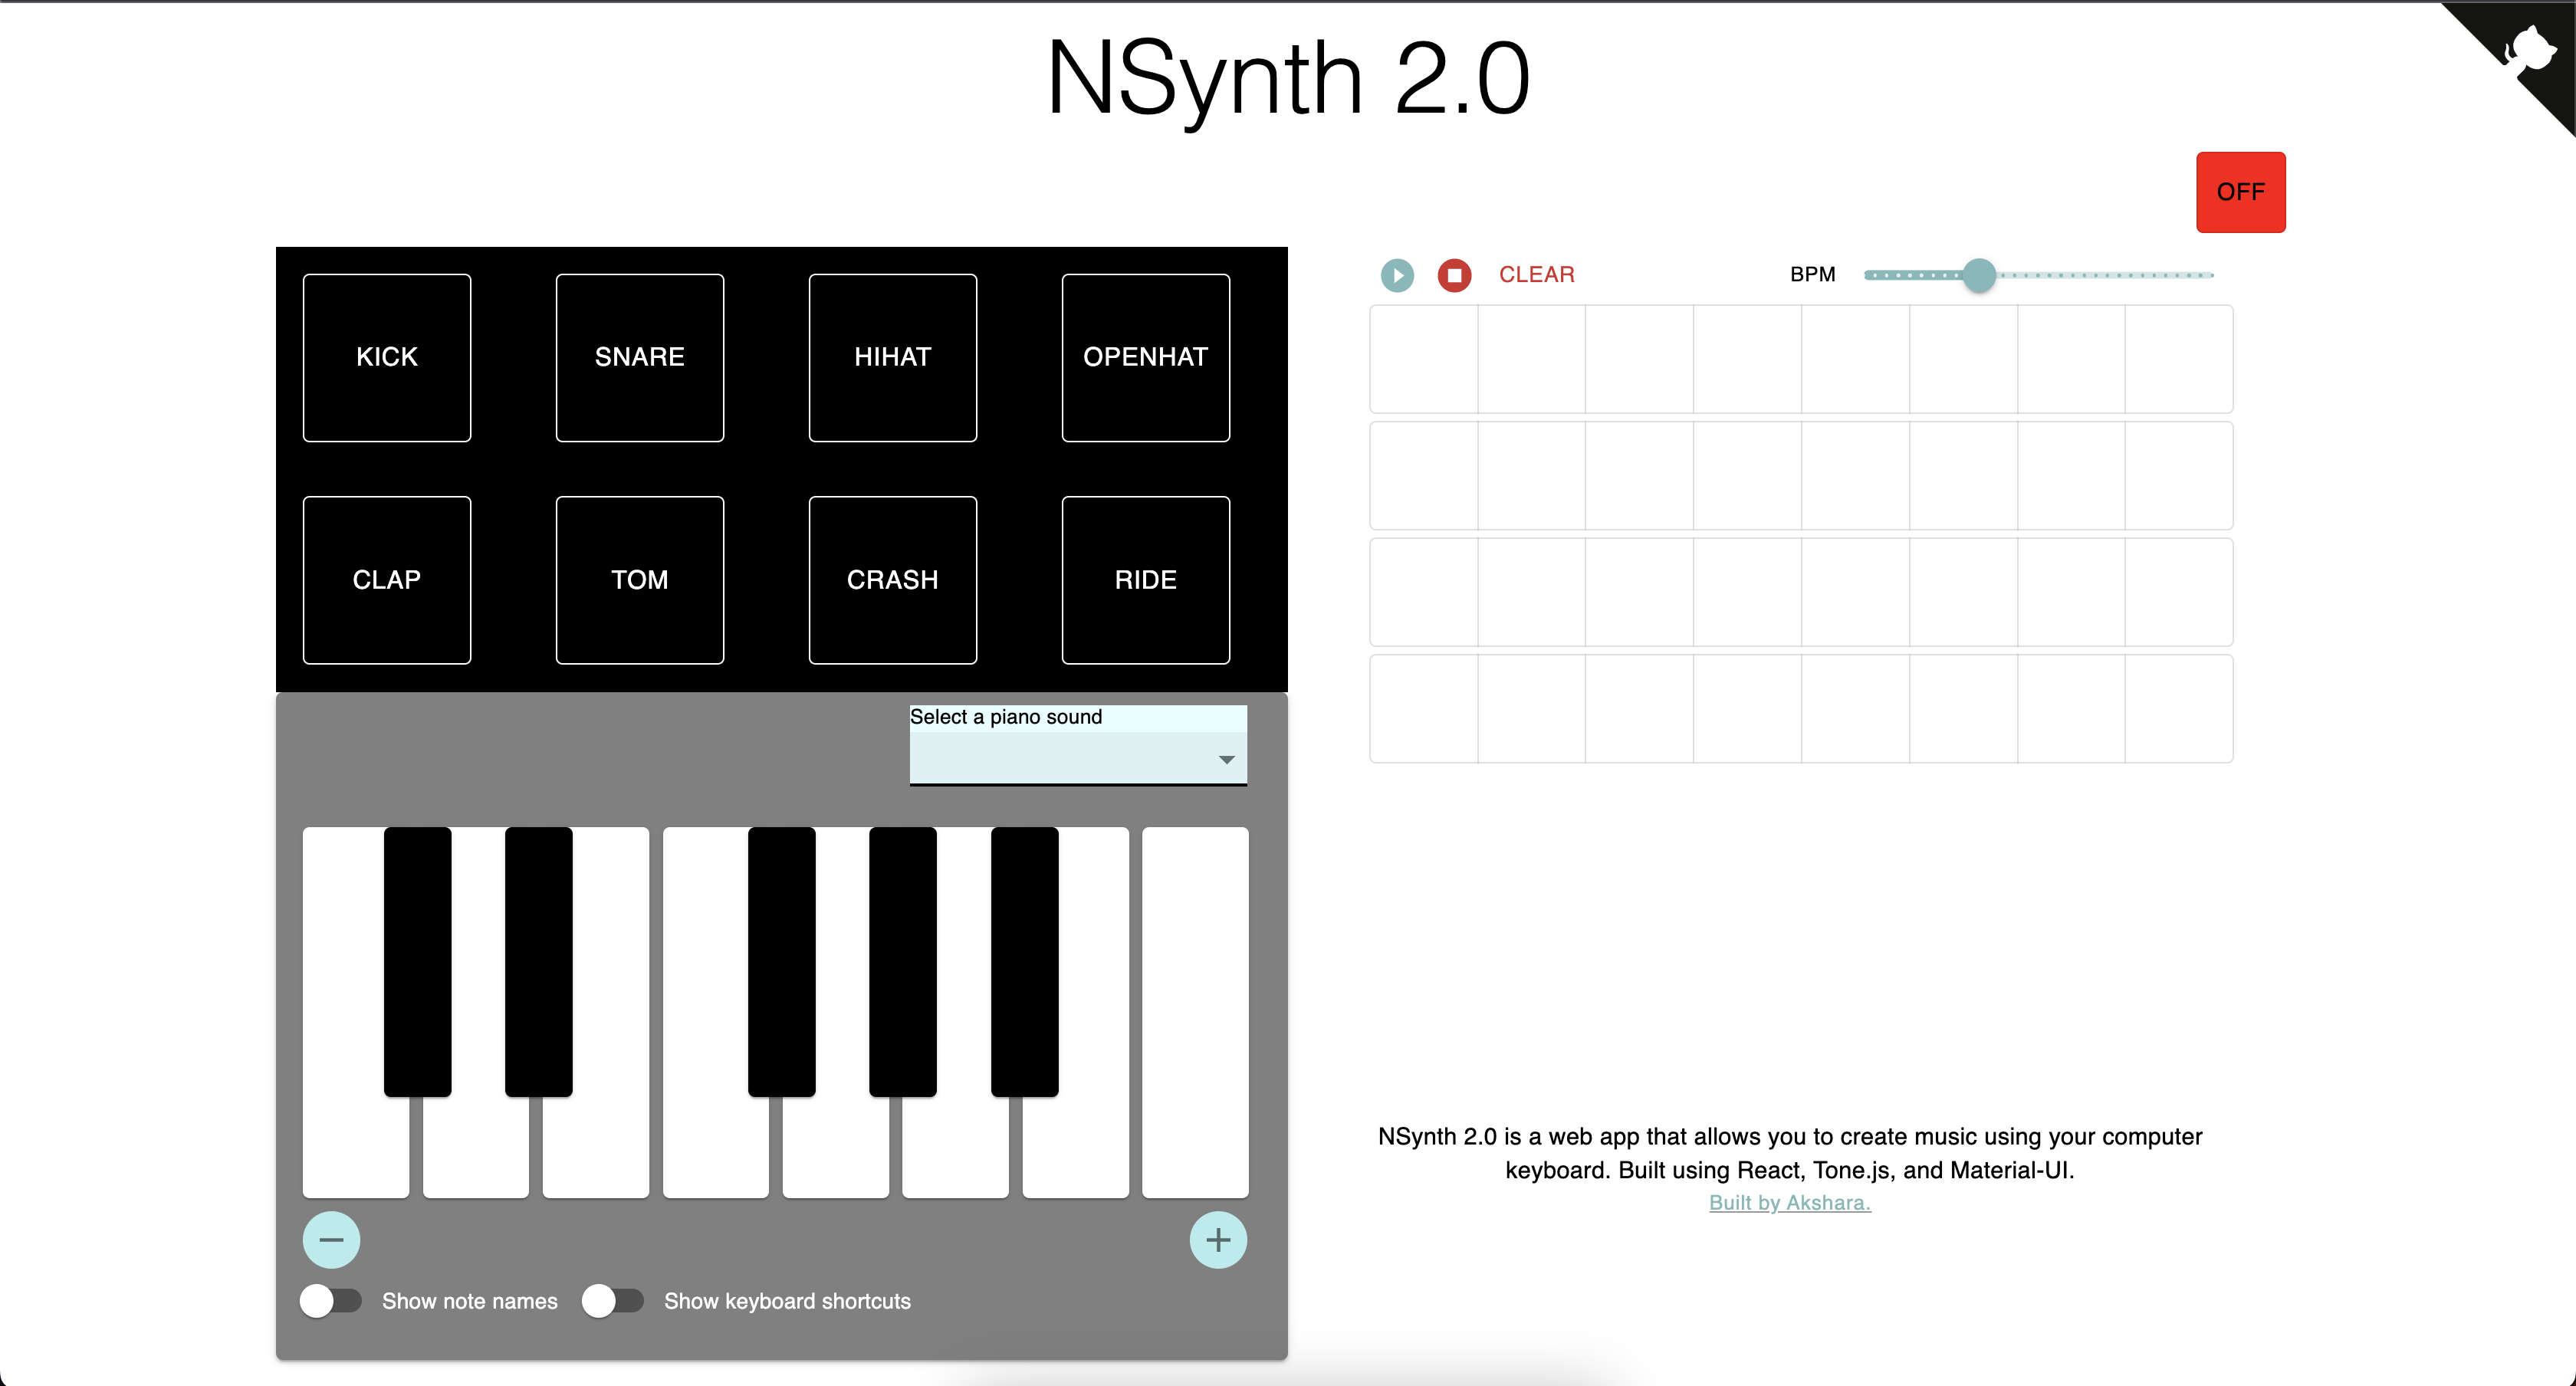 NSynth 2.0
OFF
KICK
SNARE
HIHAT
OPENHAT
CLAP
TOM
CRASH
RIDE
CLEAR
BPM
Select a piano sound
Show note names
Show keyboard shortcuts
NSynth 2.0 is a web app that allows you to create music using your computer
keyboard. Built using React, Tone.js, and Material-UI.
Built by Akshara.